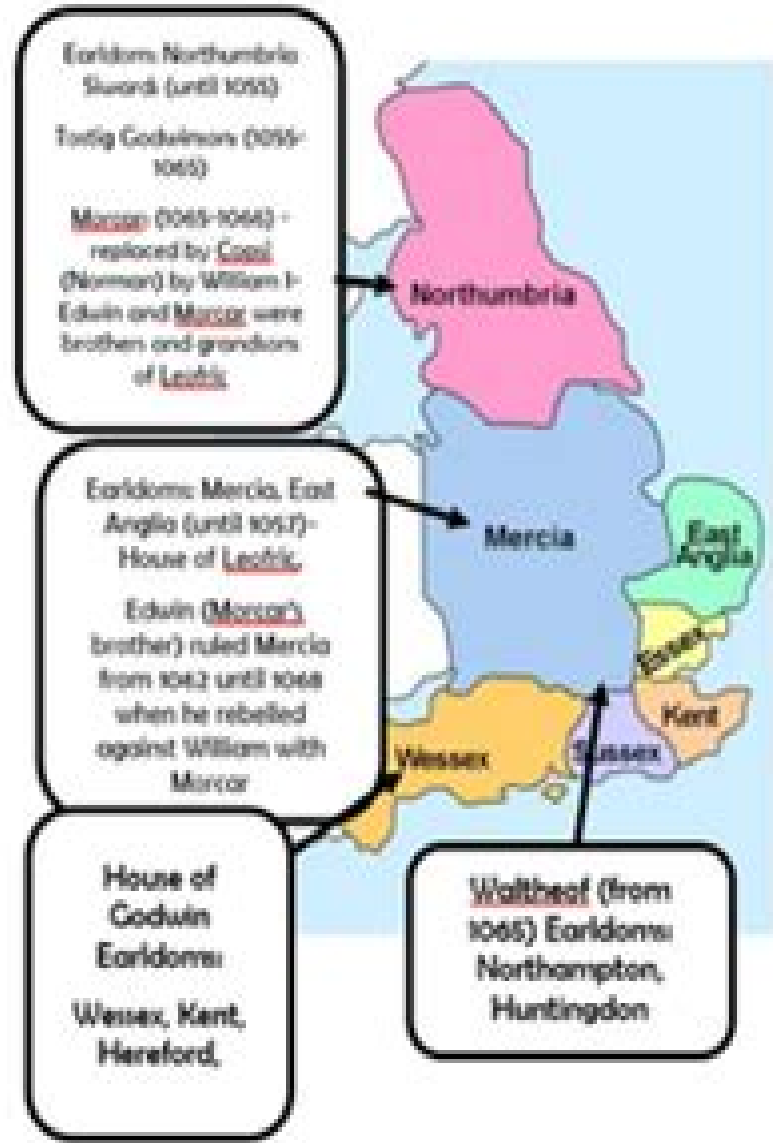 Earldom: Northumbria
Siward: (until 1055)
Tostig Godwinson: (1055-
1065)
Morcar: (1065-1066) -
replaced by Copsi
(Norman) by William I-
Edwin and Morcar were
brothers and grandsons
of Leofric
Northumbria
Earldoms: Mercia, East
Anglia (until 1057)-
House of Leofric,
Edwin (Morcar's
brother) ruled Mercia
from 1062 until 1068
when he rebelled
against William with
Morcar
Mercia
East
Anglia
Essex
Kent
Sussex
Wessex
House of
Godwin
Earldoms:
Wessex, Kent,
Hereford,
Waltheof (from
1065) Earldoms:
Northampton,
Huntingdon